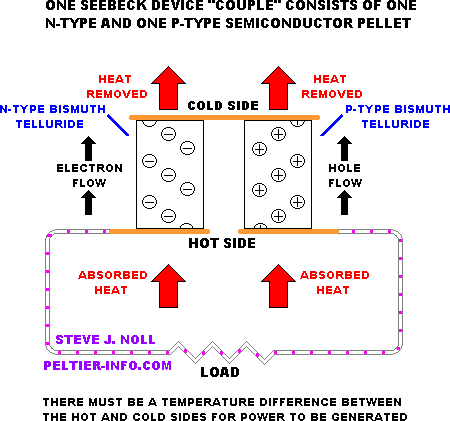 ONE SEEBECK DEVICE "COUPLE" CONSISTS OF ONE
N-TYPE AND ONE P-TYPE SEMICONDUCTOR PELLET
HEAT
REMOVED
HEAT
REMOVED
COLD SIDE
N-TYPE BISMUTH
TELLURIDE
P-TYPE BISMUTH
TELLURIDE
ELECTRON
FLOW
HOLE
FLOW
HOT SIDE
ABSORBED
HEAT
ABSORBED
HEAT
STEVE J. NOLL
PELTIER-INFO.COM
LOAD
THERE MUST BE A TEMPERATURE DIFFERENCE BETWEEN
THE HOT AND COLD SIDES FOR POWER TO BE GENERATED